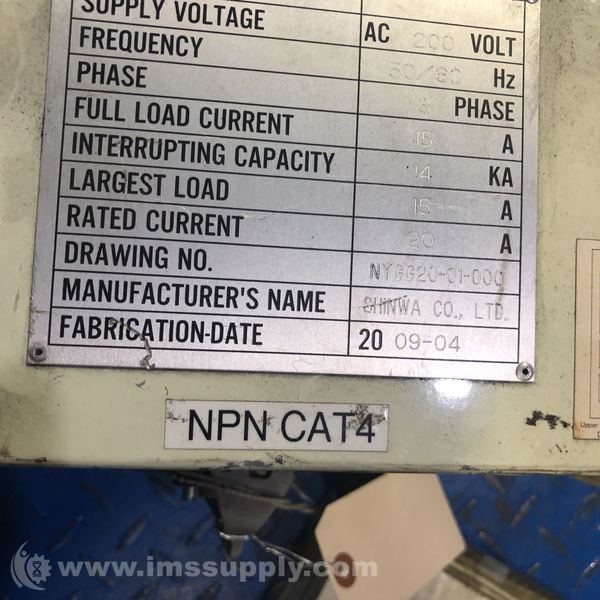 SUPPLY VOLTAGE AC 200 VOLT
FREQUENCY 50/60 Hz
PHASE 3 PHASE
FULL LOAD CURRENT 15 A
INTERRUPTING CAPACITY 14 KA
LARGEST LOAD 15 A
RATED CURRENT 20 A
DRAWING NO. NYGG20-01-000
MANUFACTURER'S NAME SHINWA CO., LTD.
FABRICATION-DATE 20 09-04
NPN CAT4
Upper
www.imssupply.com